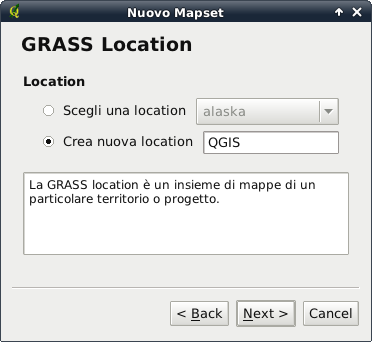 Nuovo Mapset
GRASS Location
Location
Scegli una location
alaska
Crea nuova location
QGIS
La GRASS location è un insieme di mappe di un
particolare territorio o progetto.
< Back
Next >
Cancel